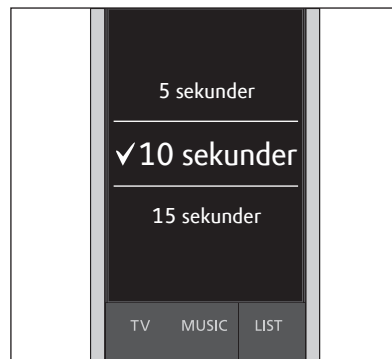 5 sekunder
✓10 sekunder
15 sekunder
TV MUSIC LIST